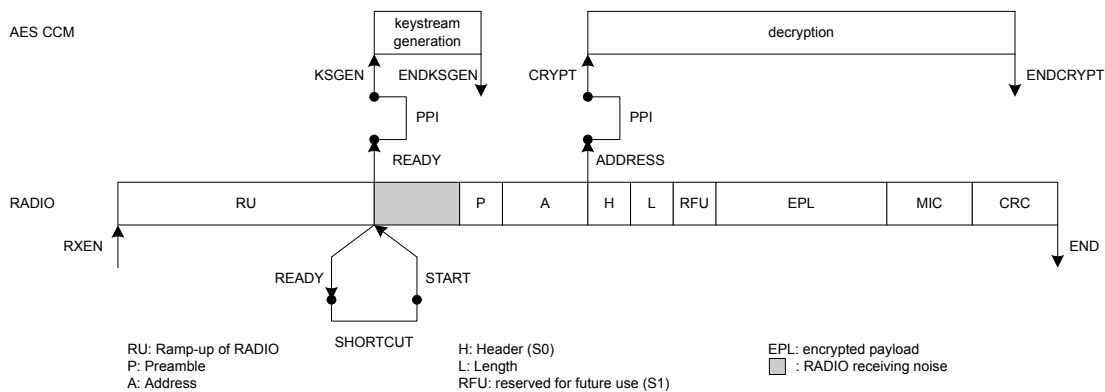 AES CCM
keystream
generation
decryption
KSGEN
ENDKSGEN
CRYPT
ENDCRYPT
PPI
PPI
READY
ADDRESS
RADIO
RU
P
A
H
L
RFU
EPL
MIC
CRC
RXEN
END
READY
START
SHORTCUT
RU: Ramp-up of RADIO
P: Preamble
A: Address
H: Header (S0)
L: Length
RFU: reserved for future use (S1)
EPL: encrypted payload
: RADIO receiving noise